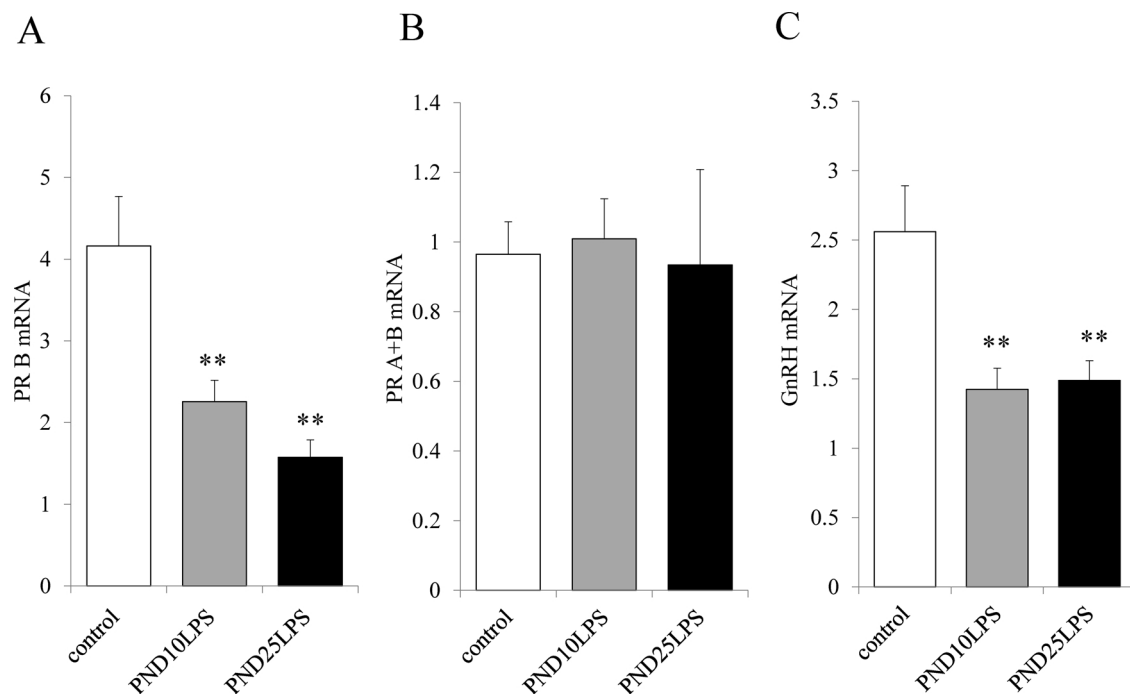 A
B
C
PR B mRNA
6
5
4
3
2
1
0
**
**
control
PND10LPS
PND25LPS
PR A+B mRNA
1.4
1.2
1
0.8
0.6
0.4
0.2
0
control
PND10LPS
PND25LPS
GnRH mRNA
3.5
3
2.5
2
1.5
1
0.5
0
**
**
control
PND10LPS
PND25LPS